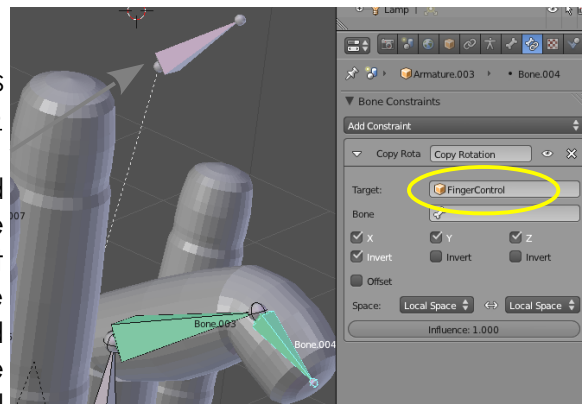 Lamp
Armature.003
Bone.004
Bone Constraints
Add Constraint
Copy Rota
Copy Rotation
Target:
FingerControl
Bone
X
Y
Z
Invert
Invert
Invert
Offset
Space:
Local Space
Local Space
Influence: 1.000
007
Bone.003
Bone.004